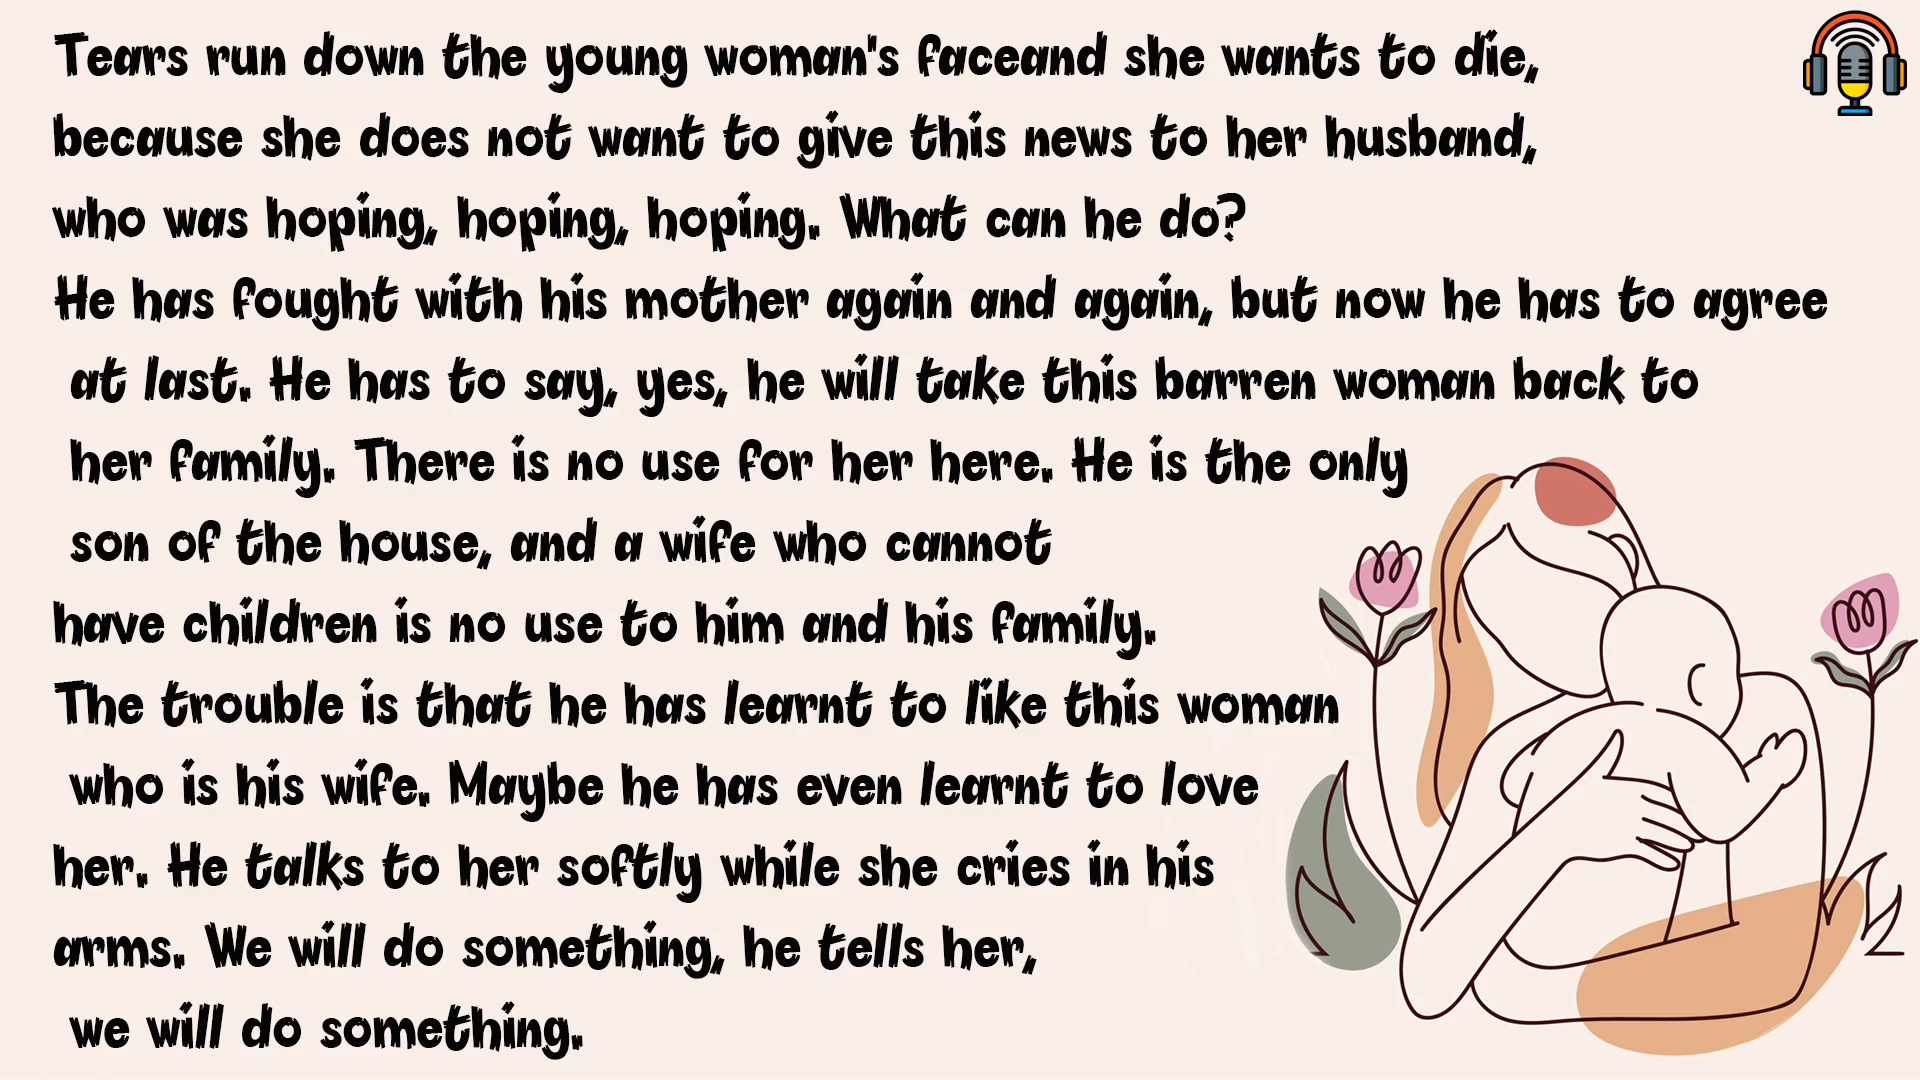 Tears run down the young woman's faceand she wants to die,
because she does not want to give this news to her husband,
who was hoping, hoping, hoping. What can he do?
He has fought with his mother again and again, but now he has to agree
at last. He has to say, yes, he will take this barren woman back to
her family. There is no use for her here. He is the only
son of the house, and a wife who cannot
have children is no use to him and his family.
The trouble is that he has learnt to like this woman
who is his wife. Maybe he has even learnt to love
her. He talks to her softly while she cries in his
arms. We will do something, he tells her,
we will do something.